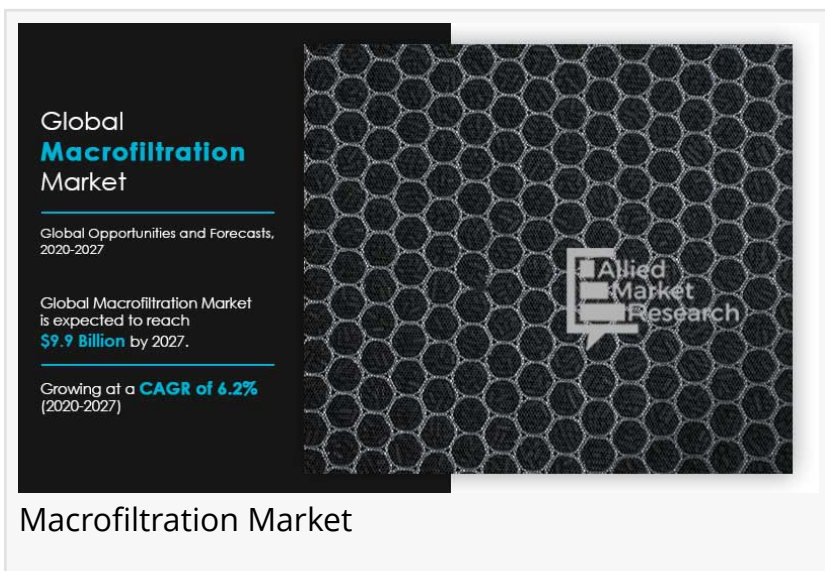 Global
Macrofiltration
Market
Global Opportunities and Forecasts,
2020-2027
Global Macrofiltration Market
is expected to reach
$9.9 Billion by 2027.
Growing at a CAGR of 6.2%
(2020-2027)
Allied
Market
Research
Macrofiltration Market